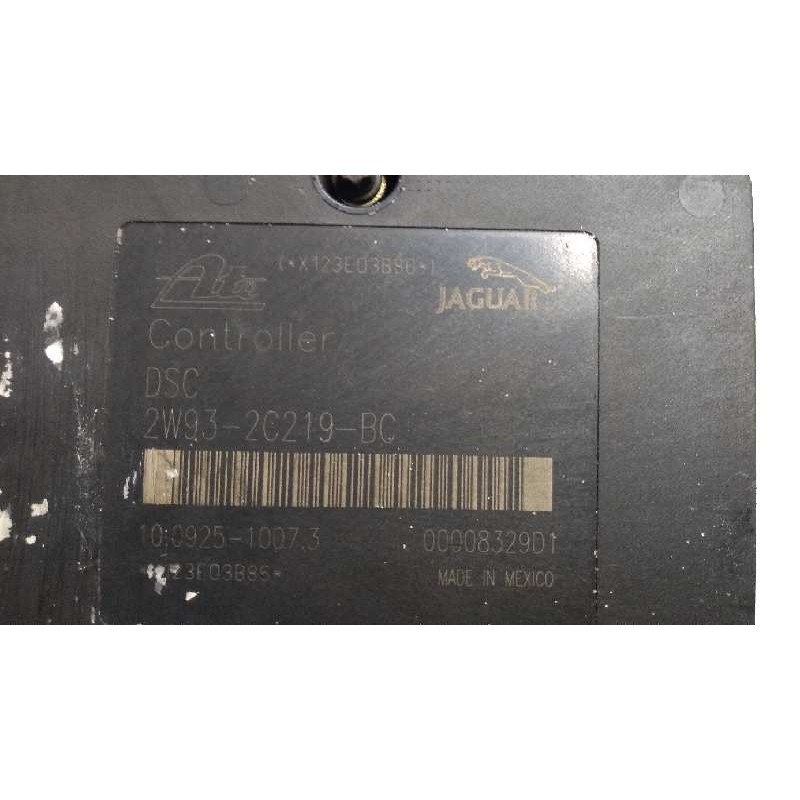 (*X123E03B86*)
Ate
JAGUAR
Controller
DSC
2W93-2C219-BC
10.0925-1007.3
00008329D1
MADE IN MEXICO